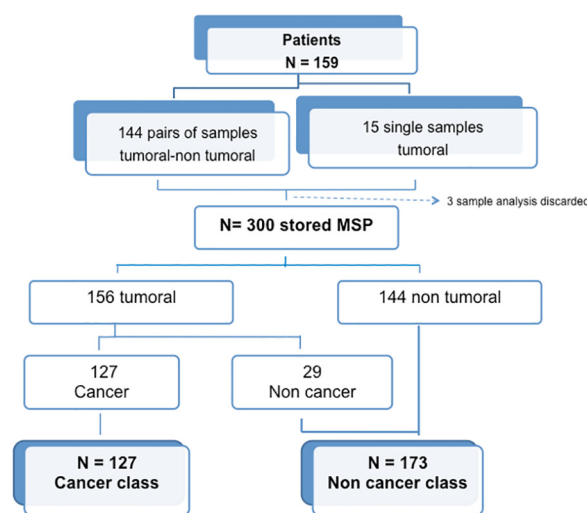 Patients
N = 159
144 pairs of samples
tumoral-non tumoral
15 single samples
tumoral
3 sample analysis discarded
N= 300 stored MSP
156 tumoral
144 non tumoral
127
Cancer
29
Non cancer
N = 127
Cancer class
N = 173
Non cancer class